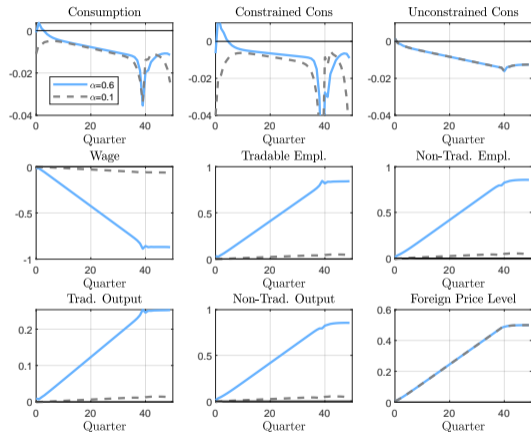 Consumption
Constrained Cons
Unconstrained Cons
0
-0.02
-0.04
0
20
40
α=0.6
α=0.1
Quarter
0
-0.02
-0.04
0
20
40
Quarter
0
-0.02
-0.04
0
20
40
Quarter
Wage
Tradable Empl.
Non-Trad. Empl.
0
-0.5
-1
0
20
40
Quarter
1
0.5
0
0
20
40
Quarter
1
0.5
0
0
20
40
Quarter
Trad. Output
Non-Trad. Output
Foreign Price Level
0.2
0.1
0
0
20
40
Quarter
1
0.5
0
0
20
40
Quarter
0.6
0.4
0.2
0
0
20
40
Quarter